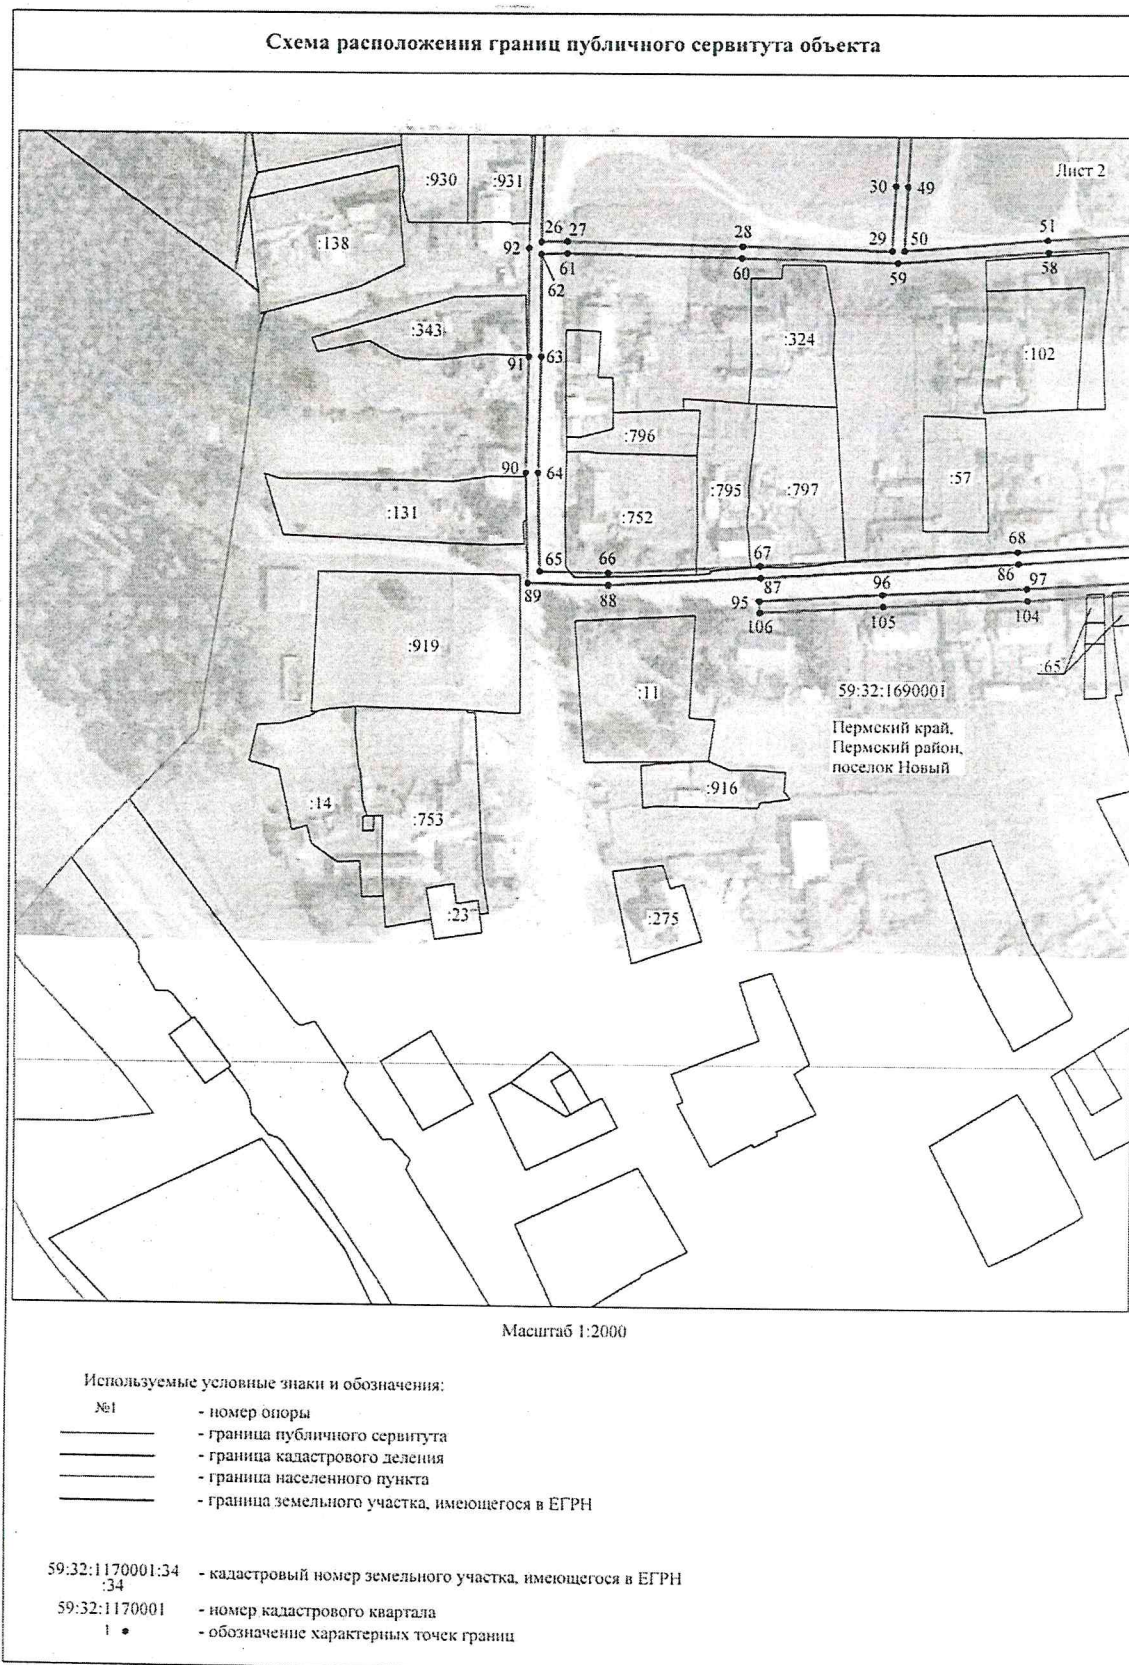 Схема расположения границ публичного сервитута объекта
Лист 2
:930 :931
30 49
:138
26 27 28 29 50 51
92 61 60 59 58
62
:343 :324
91 63 :102
:796
90 64 :57
:131 :752 :795 :797
65 66 67 68
89 88 87 86
95 96 97
106 105 104
:919 :65
:11 59:32:1690001
Пермский край,
Пермский район,
поселок Новый
:916
:14 :753
:23 :275
Масштаб 1:2000
Используемые условные знаки и обозначения:
№1 - номер опоры
- граница публичного сервитута
- граница кадастрового деления
- граница населенного пункта
- граница земельного участка, имеющегося в ЕГРН
59:32:1170001:34 - кадастровый номер земельного участка, имеющегося в ЕГРН
:34
59:32:1170001 - номер кадастрового квартала
1 - обозначение характерных точек границ